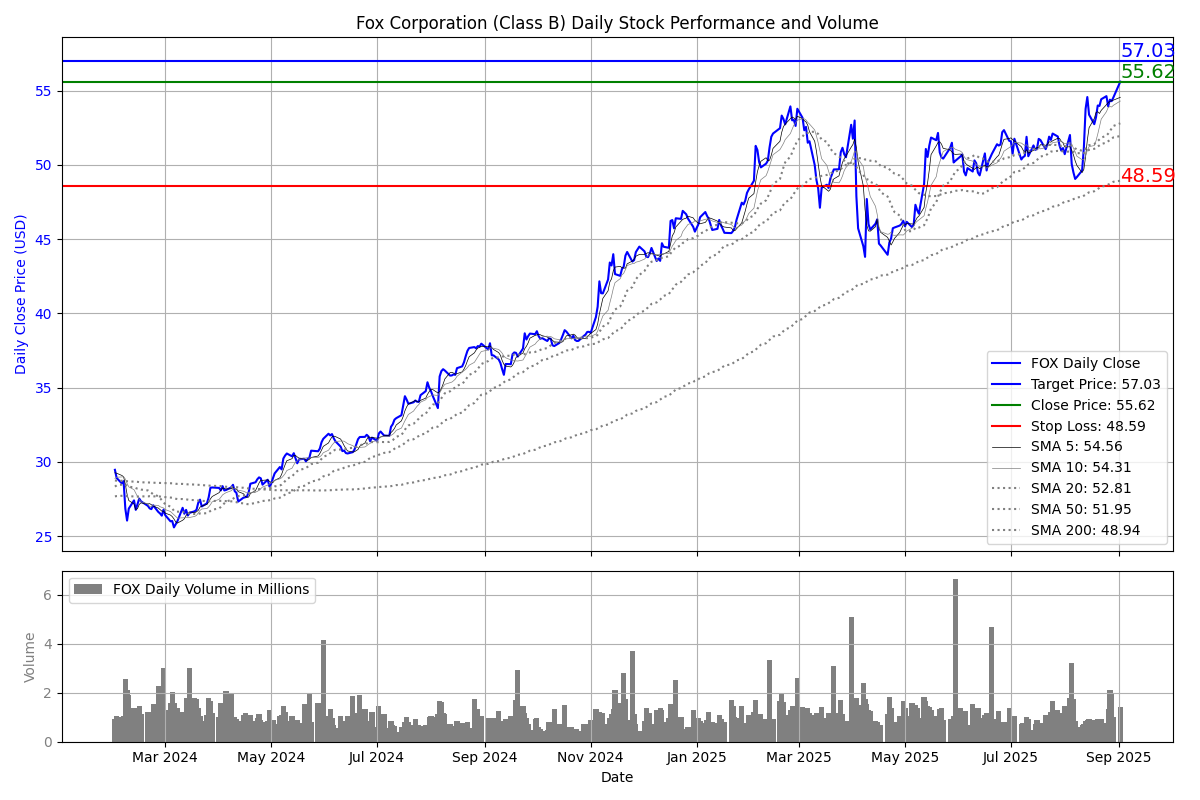 Fox Corporation (Class B) Daily Stock Performance and Volume
57.03
55.62
48.59
55
50
45
40
35
30
25
Daily Close Price (USD)
FOX Daily Close
Target Price: 57.03
Close Price: 55.62
Stop Loss: 48.59
SMA 5: 54.56
SMA 10: 54.31
SMA 20: 52.81
SMA 50: 51.95
SMA 200: 48.94
FOX Daily Volume in Millions
6
4
2
0
Volume
Mar 2024 May 2024 Jul 2024 Sep 2024 Nov 2024 Jan 2025 Mar 2025 May 2025 Jul 2025 Sep 2025
Date